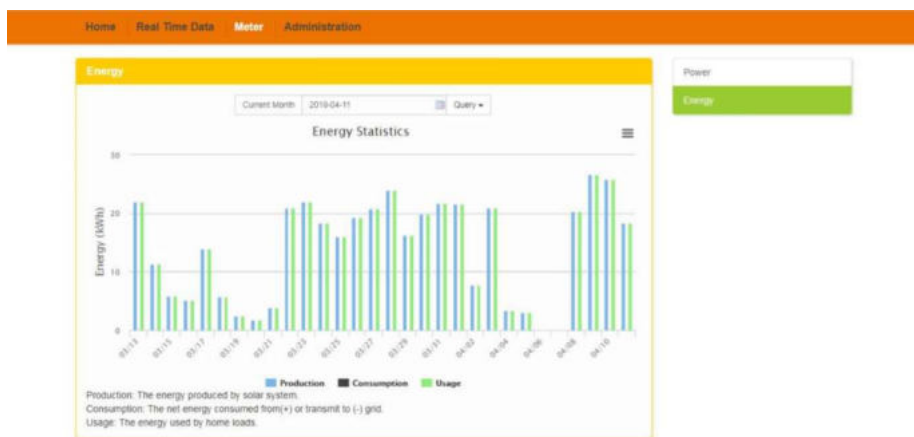 Home Real Time Data Meter Administration
Energy
Power
Energy
Current Month 2019-04-11 Query
Energy Statistics
Energy (kWh)
30
20
10
0
03/13 03/15 03/17 03/19 03/21 03/23 03/25 03/27 03/29 03/31 04/02 04/04 04/06 04/08 04/10
Production Consumption Usage
Production: The energy produced by solar system.
Consumption: The net energy consumed from(+) or transmit to (-) grid.
Usage: The energy used by home loads.